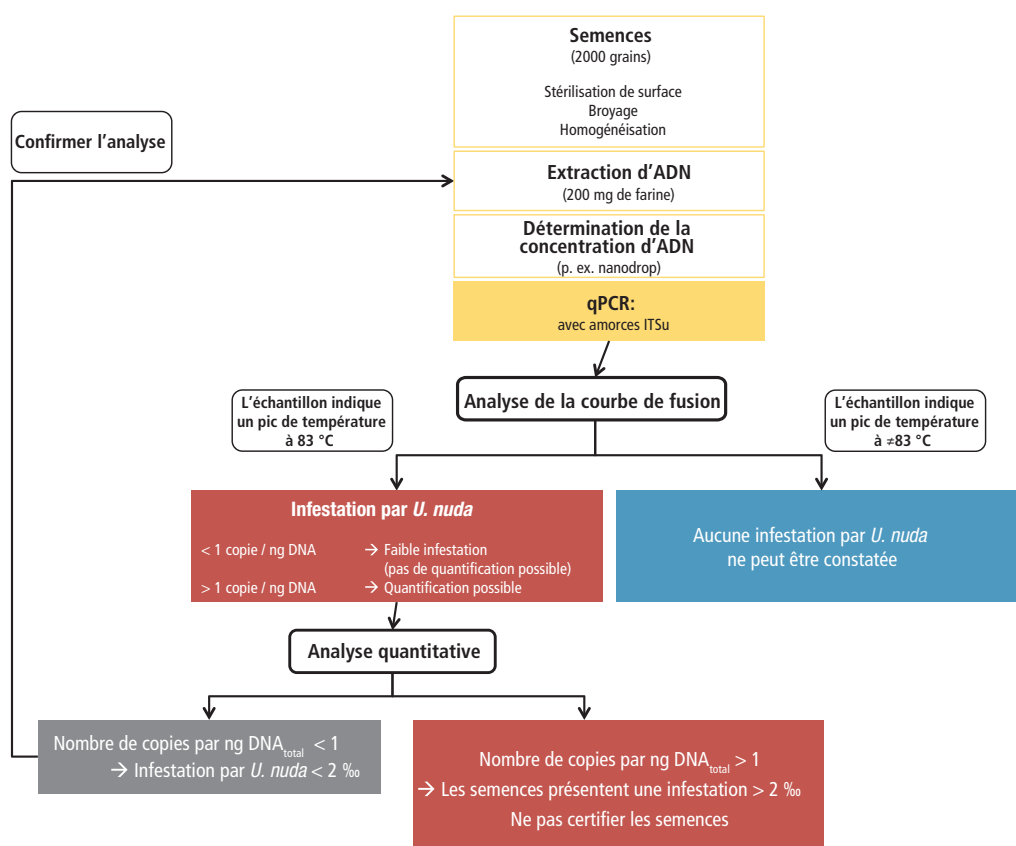 Semences
(2000 grains)
Stérilisation de surface
Broyage
Homogénéisation
Confirmer l'analyse
Extraction d'ADN
(200 mg de farine)
Détermination de la
concentration d'ADN
(p. ex. nanodrop)
qPCR:
avec amorces ITSu
Analyse de la courbe de fusion
L'échantillon indique
un pic de température
à 83 °C
L'échantillon indique
un pic de température
à ≠83 °C
Infestation par U. nuda
< 1 copie / ng DNA → Faible infestation
(pas de quantification possible)
> 1 copie / ng DNA → Quantification possible
Aucune infestation par U. nuda
ne peut être constatée
Analyse quantitative
Nombre de copies par ng DNA total < 1
→ Infestation par U. nuda < 2 ‰
Nombre de copies par ng DNA total > 1
→ Les semences présentent une infestation > 2 ‰
Ne pas certifier les semences